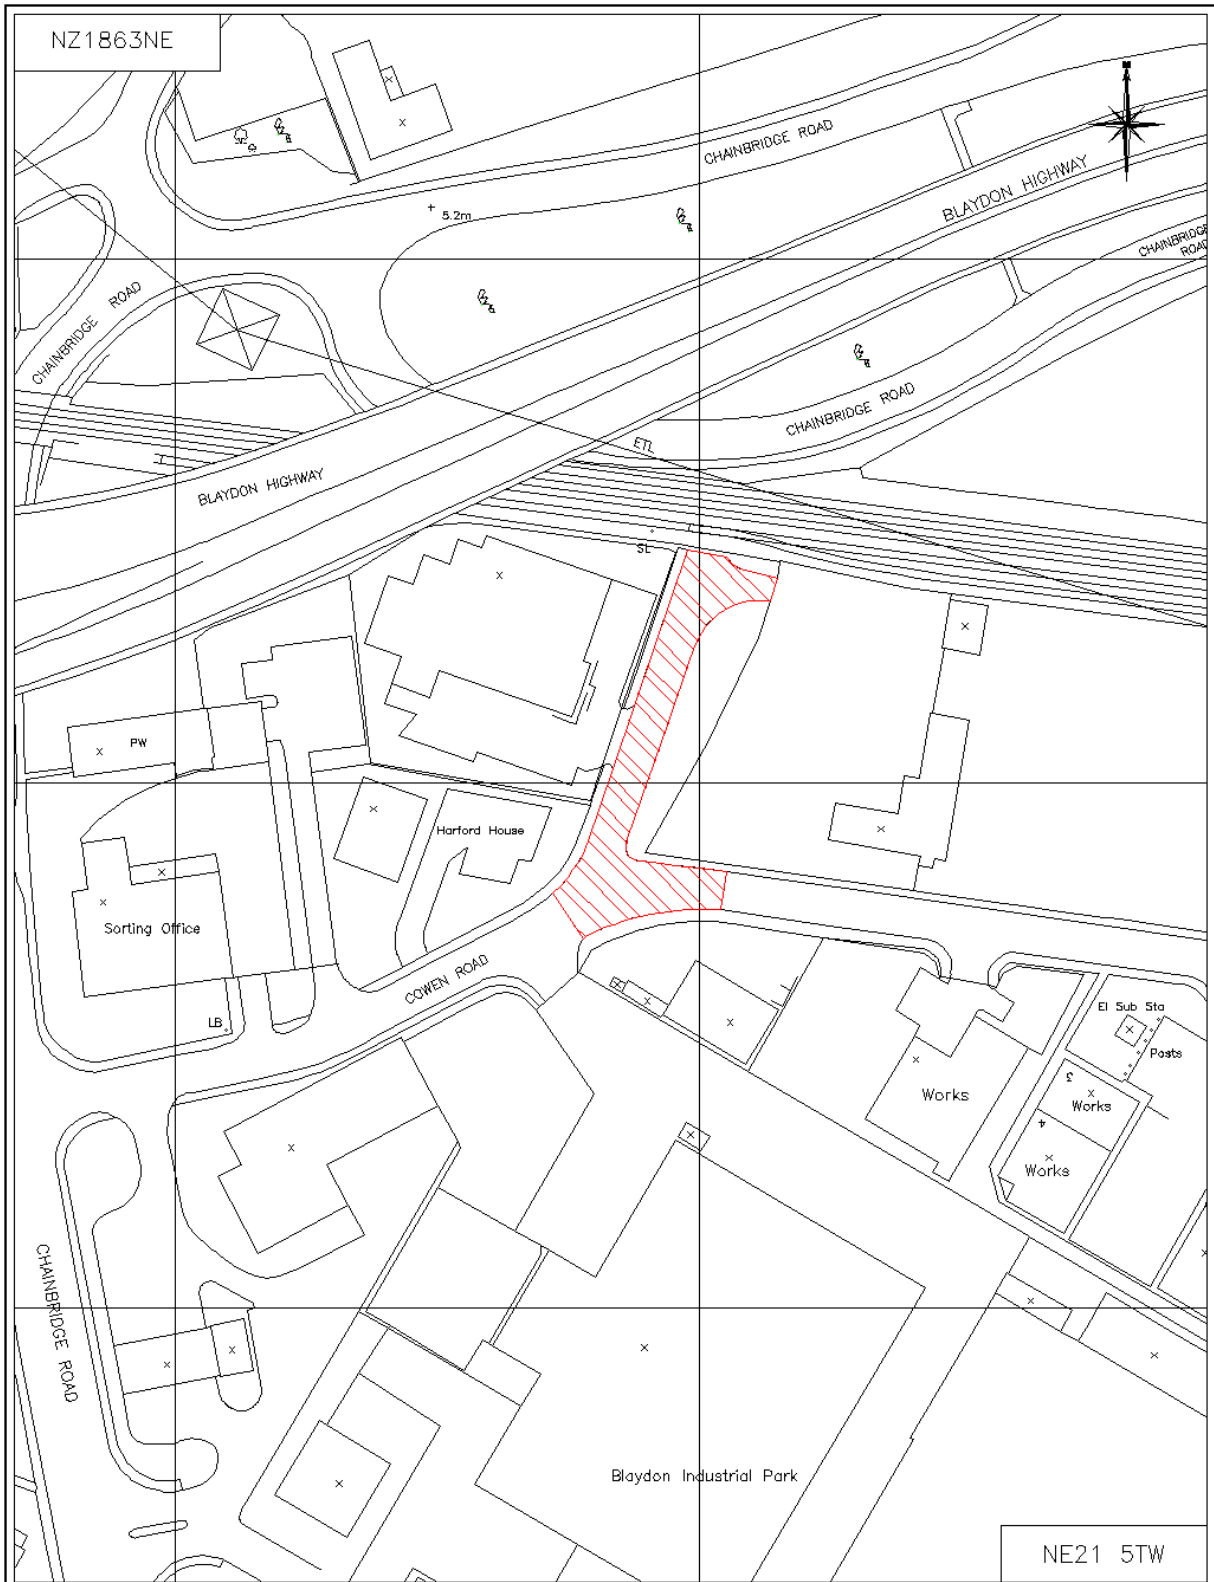 NZ1863NE
N
CHAINBRIDGE ROAD
BLAYDON HIGHWAY
5.2m
CHAINBRIDGE
ROAD
CHAINBRIDGE ROAD
CHAINBRIDGE ROAD
ETL
BLAYDON HIGHWAY
SL
PW
Harford House
Sorting Office
COWEN ROAD
LB
El Sub Sta
Posts
3
Works
Works
4
Works
CHAINBRIDGE ROAD
Blaydon Industrial Park
NE21 5TW